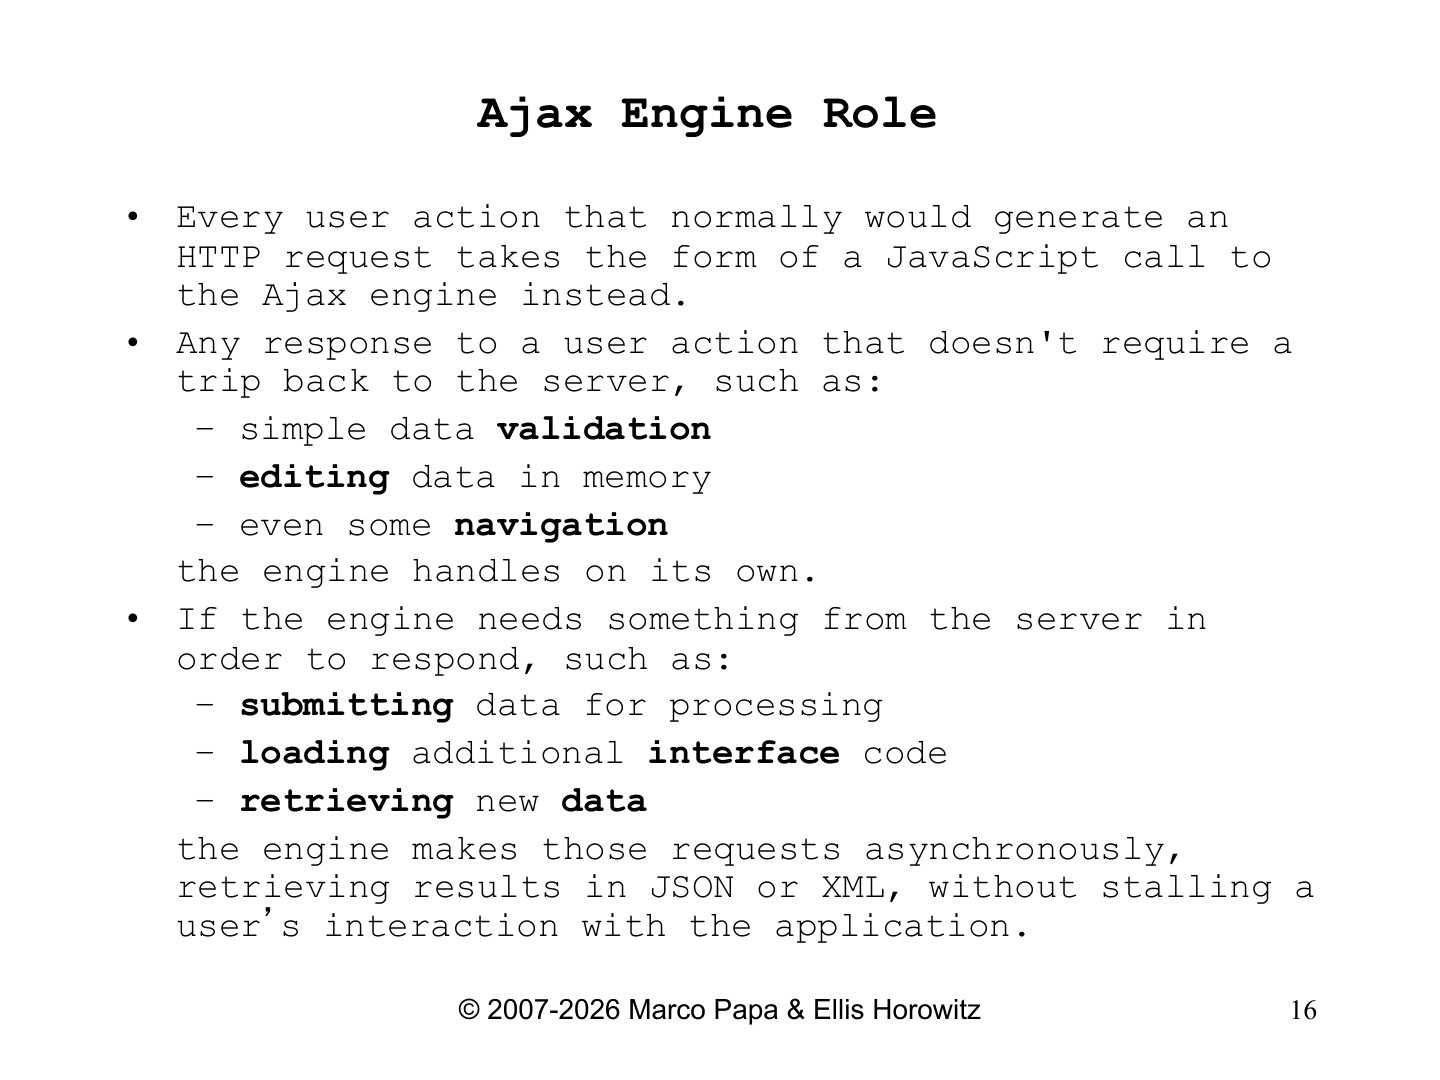 Ajax Engine Role
• Every user action that normally would generate an
HTTP request takes the form of a JavaScript call to
the Ajax engine instead.
• Any response to a user action that doesn't require a
trip back to the server, such as:
– simple data validation
– editing data in memory
– even some navigation
the engine handles on its own.
• If the engine needs something from the server in
order to respond, such as:
– submitting data for processing
– loading additional interface code
– retrieving new data
the engine makes those requests asynchronously,
retrieving results in JSON or XML, without stalling a
user’s interaction with the application.
© 2007-2026 Marco Papa & Ellis Horowitz
16